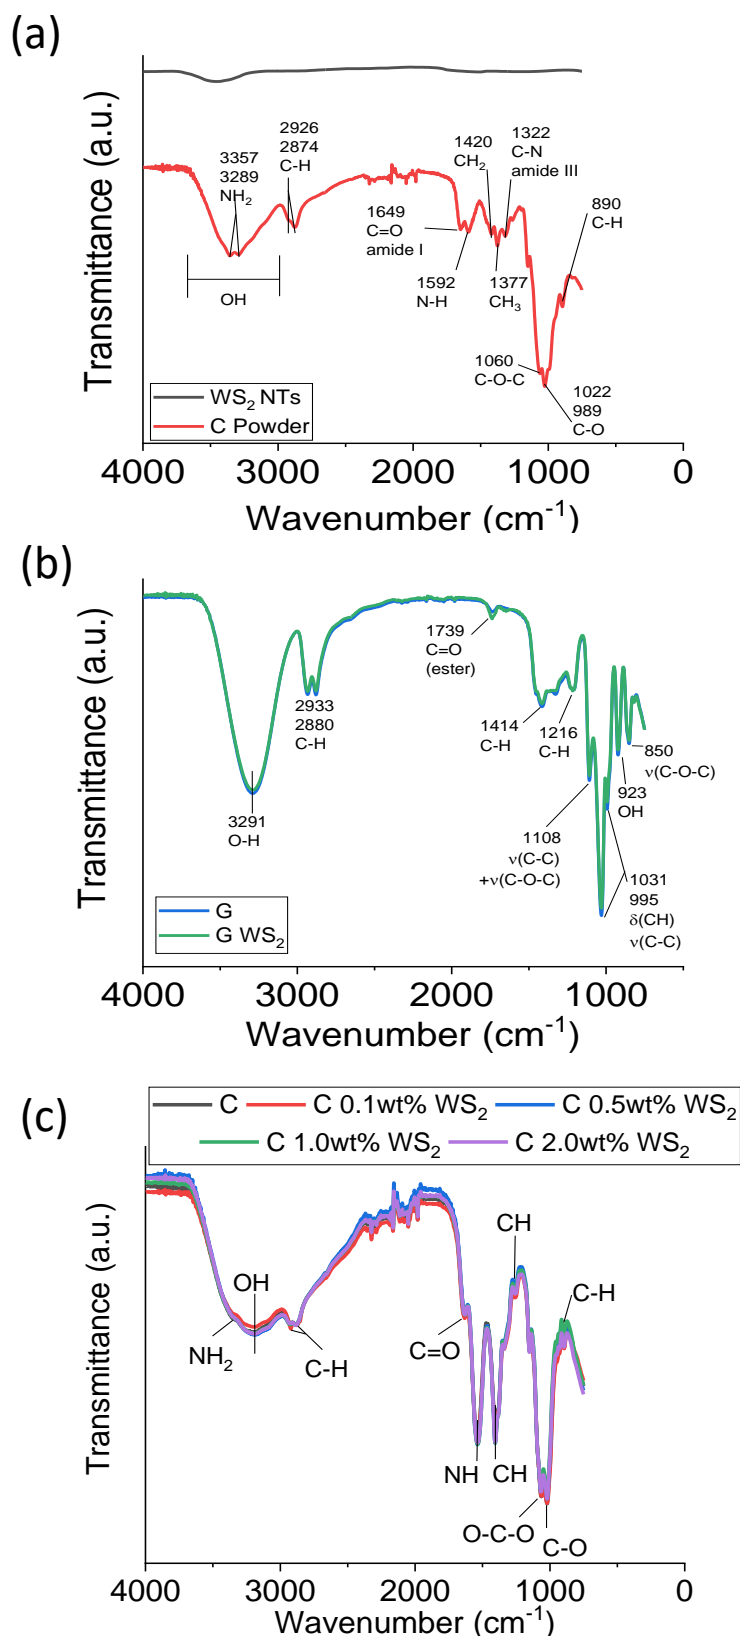 (a)
Transmittance (a.u.)
3357
3289
NH₂
2926
2874
C-H
OH
1649
C=O
amide I
1592
N-H
1420
CH₂
1377
CH₃
1322
C-N
amide III
890
C-H
1060
C-O-C
1022
989
C-O
WS₂ NTs
C Powder
4000 3000 2000 1000 0
Wavenumber (cm⁻¹)
(b)
Transmittance (a.u.)
3291
O-H
2933
2880
C-H
1739
C=O
(ester)
1414
C-H
1216
C-H
1108
ν(C-C)
+ν(C-O-C)
850
ν(C-O-C)
923
OH
1031
995
δ(CH)
ν(C-C)
G
G WS₂
4000 3000 2000 1000
Wavenumber (cm⁻¹)
(c)
C C 0.1wt% WS₂ C 0.5wt% WS₂
C 1.0wt% WS₂ C 2.0wt% WS₂
Transmittance (a.u.)
OH
NH₂
C-H
C=O
NH
CH
CH
C-H
O-C-O
C-O
4000 3000 2000 1000 0
Wavenumber (cm⁻¹)